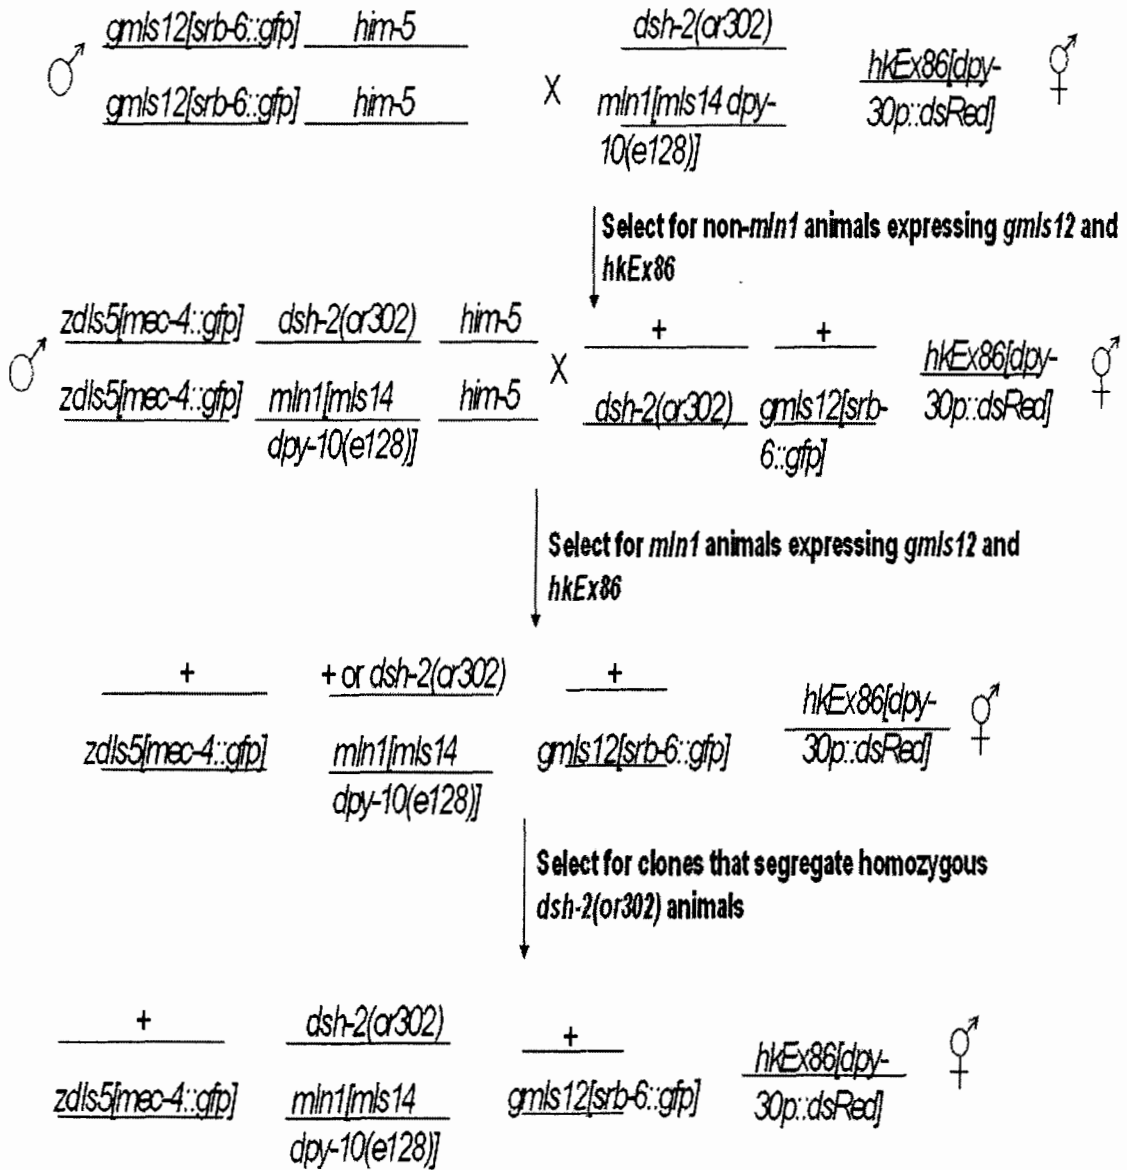 gmIs12[srb-6::gfp] him-5 dsh-2(or302)
gmIs12[srb-6::gfp] him-5 X mIn1[mIs14 dpy-10(e128)] hkEx86[dpy-30p::dsRed]
Select for non-mIn1 animals expressing gmIs12 and
hkEx86
zdIs5[mec-4::gfp] dsh-2(or302) him-5 + +
zdIs5[mec-4::gfp] mIn1[mIs14 dpy-10(e128)] him-5 X dsh-2(or302) gmIs12[srb-6::gfp] hkEx86[dpy-30p::dsRed]
Select for mIn1 animals expressing gmIs12 and
hkEx86
+ + or dsh-2(or302) +
zdIs5[mec-4::gfp] mIn1[mIs14 dpy-10(e128)] gmIs12[srb-6::gfp] hkEx86[dpy-30p::dsRed]
Select for clones that segregate homozygous
dsh-2(or302) animals
+ dsh-2(or302) +
zdIs5[mec-4::gfp] mIn1[mIs14 dpy-10(e128)] gmIs12[srb-6::gfp] hkEx86[dpy-30p::dsRed]